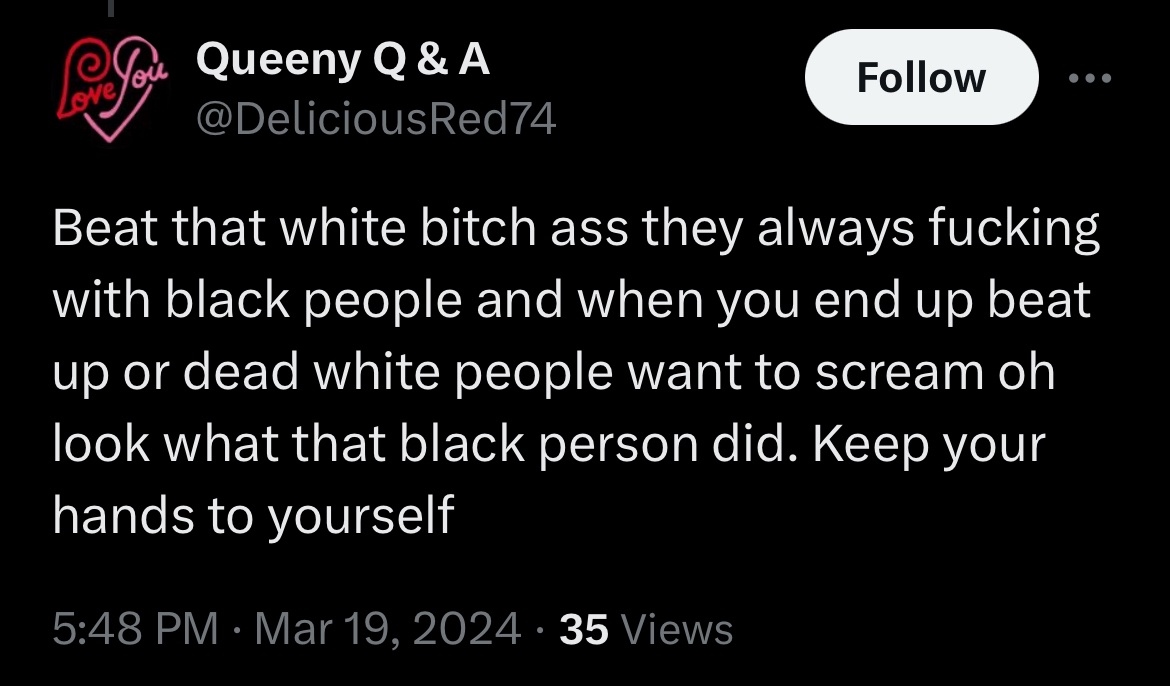 Love You
Queeny Q & A
Follow
@DeliciousRed74
Beat that white bitch ass they always fucking
with black people and when you end up beat
up or dead white people want to scream oh
look what that black person did. Keep your
hands to yourself
5:48 PM · Mar 19, 2024 · 35 Views